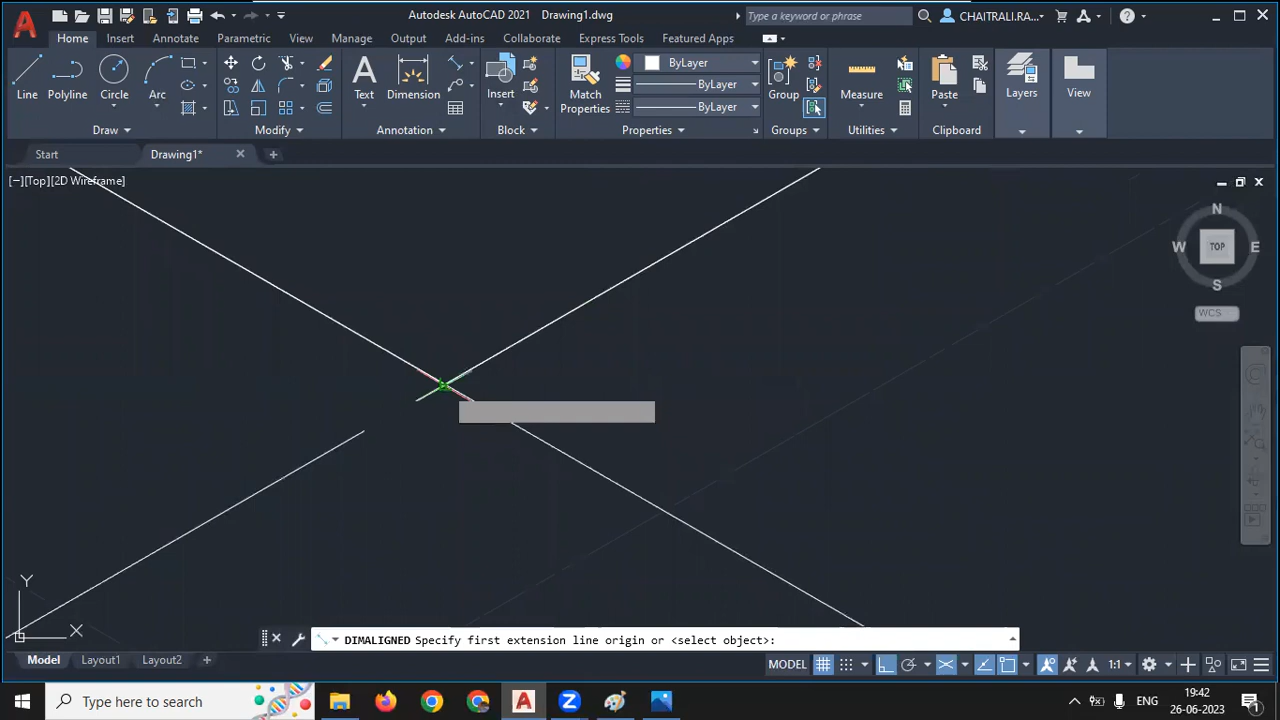 Autodesk AutoCAD 2021 Drawing1.dwg
Type a keyword or phrase
CHAITRALI.RA...
Home Insert Annotate Parametric View Manage Output Add-ins Collaborate Express Tools Featured Apps
Line Polyline Circle Arc
Text Dimension
Insert
Match Properties
ByLayer
ByLayer
ByLayer
Group
Measure
Paste
Layers
View
Draw Modify Annotation Block Properties Groups Utilities Clipboard
Start Drawing1*
[−][Top][2D Wireframe]
N
W TOP E
S
WCS
Y
X
DIMALIGNED Specify first extension line origin or <select object>:
Model Layout1 Layout2
MODEL 1:1
Type here to search
ENG
19:42
26-06-2023
1